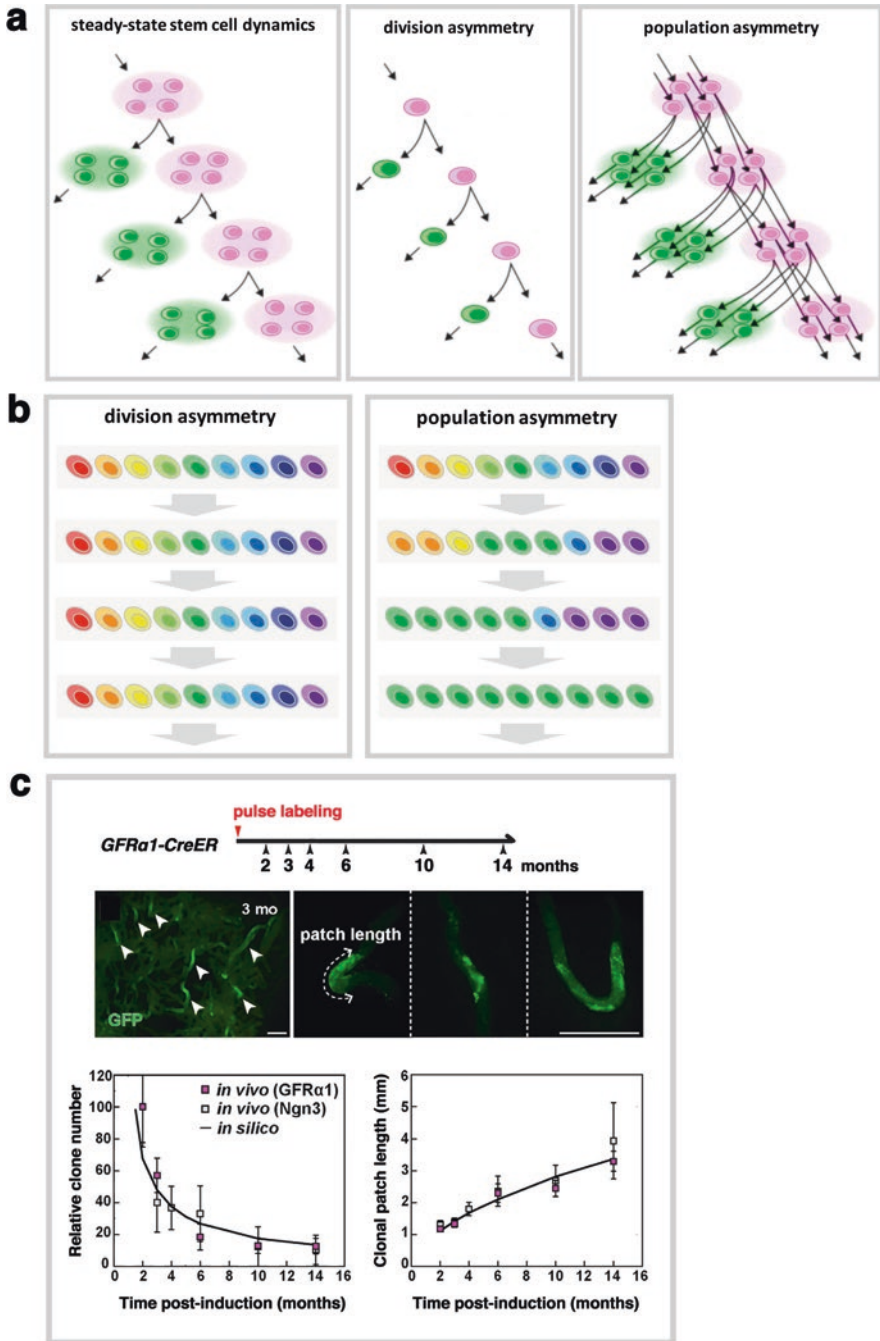 a
steady-state stem cell dynamics
division asymmetry
population asymmetry
b
division asymmetry
population asymmetry
c
pulse labeling
GFRα1-CreER
2 3 4 6 10 14 months
3 mo
GFP
patch length
Relative clone number
120
100
80
60
40
20
0
in vivo (GFRα1)
in vivo (Ngn3)
in silico
0 2 4 6 8 10 12 14 16
Time post-induction (months)
Clonal patch length (mm)
6
5
4
3
2
1
0
0 2 4 6 8 10 12 14 16
Time post-induction (months)